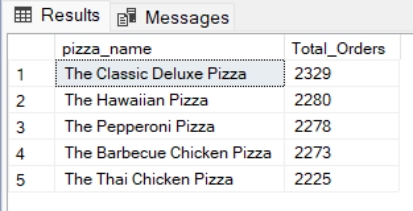 Results Messages
pizza_name Total_Orders
1 The Classic Deluxe Pizza 2329
2 The Hawaiian Pizza 2280
3 The Pepperoni Pizza 2278
4 The Barbecue Chicken Pizza 2273
5 The Thai Chicken Pizza 2225